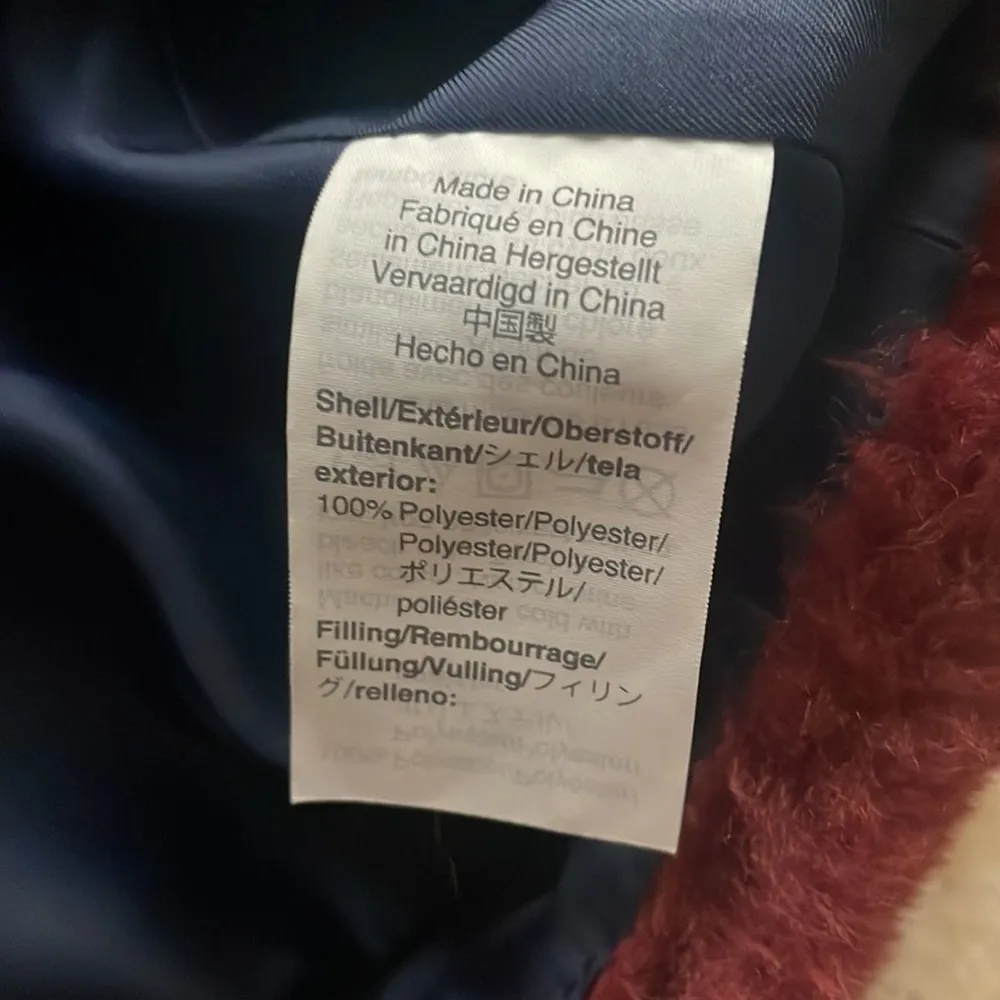 Made in China
Fabriqué en Chine
in China Hergestellt
Vervaardigd in China
中国製
Hecho en China
Shell/Extérieur/Oberstoff/
Buitenkant/シェル/tela
exterior:
100% Polyester/Polyester/
Polyester/Polyester/
ポリエステル/
poliéster
Filling/Rembourrage/
Füllung/Vulling/フィリン
グ/relleno: